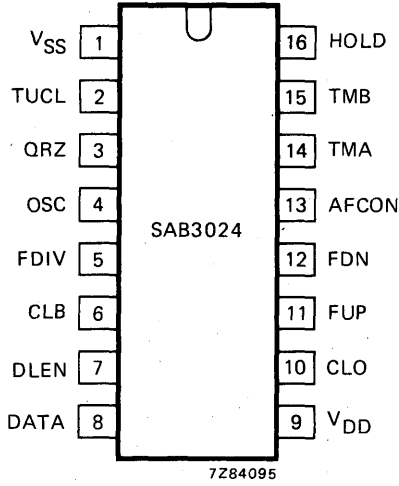 VSS 1 16 HOLD
TUCL 2 15 TMB
QRZ 3 14 TMA
OSC 4 13 AFCON
SAB3024
FDIV 5 12 FDN
CLB 6 11 FUP
DLEN 7 10 CLO
DATA 8 9 VDD
7Z84095